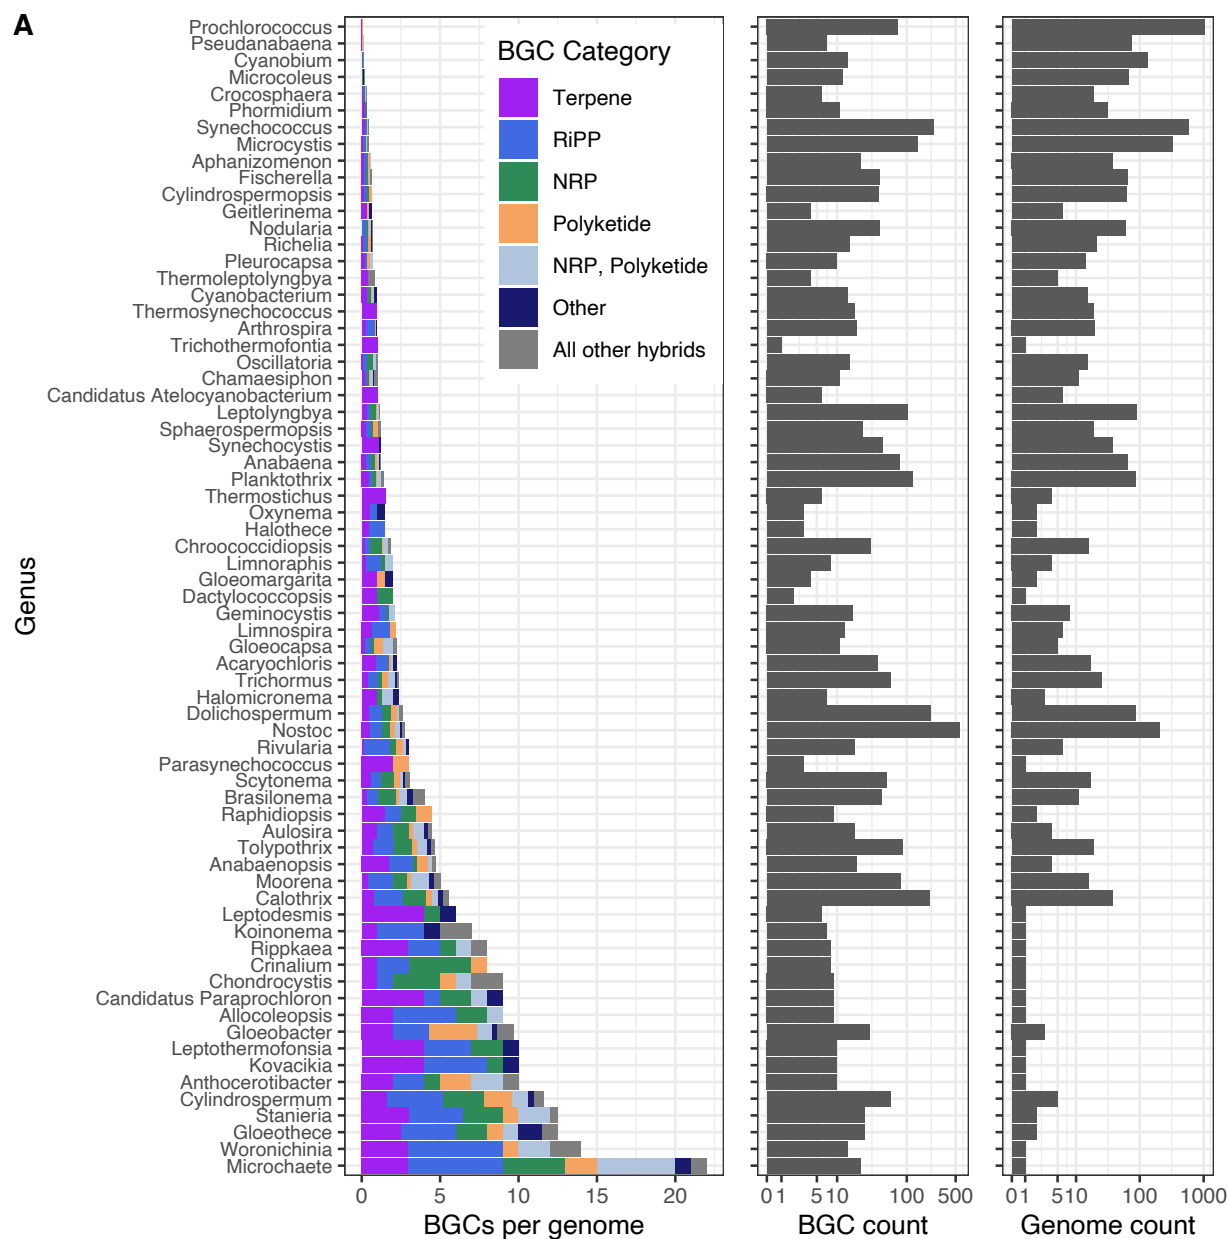 A
Genus
Prochlorococcus
Pseudanabaena
Cyanobium
Microcoleus
Crocosphaera
Phormidium
Synechococcus
Microcystis
Aphanizomenon
Fischerella
Cylindrospermopsis
Geitlerinema
Nodularia
Richelia
Pleurocapsa
Thermoleptolyngbya
Cyanobacterium
Thermosynechococcus
Arthrospira
Trichothermofontia
Oscillatoria
Chamaesiphon
Candidatus Atelocyanobacterium
Leptolyngbya
Sphaerospermopsis
Synechocystis
Anabaena
Planktothrix
Thermostichus
Oxynema
Halothece
Chroococcidiopsis
Limnoraphis
Gloeomargarita
Dactylococcopsis
Geminocystis
Limnospira
Gloeocapsa
Acaryochloris
Trichormus
Halomicronema
Dolichospermum
Nostoc
Rivularia
Parasynechococcus
Scytonema
Brasilonema
Raphidiopsis
Aulosira
Tolypothrix
Anabaenopsis
Moorena
Calothrix
Leptodesmis
Koinonema
Rippkaea
Crinalium
Chondrocystis
Candidatus Paraprochloron
Allocoleopsis
Gloeobacter
Leptothermofonsia
Kovacikia
Anthocerotibacter
Cylindrospermum
Stanieria
Gloeothece
Woronichinia
Microchaete
BGC Category
Terpene
RiPP
NRP
Polyketide
NRP, Polyketide
Other
All other hybrids
0 5 10 15 20
BGCs per genome
0 1 5 10 100 500
BGC count
0 1 5 10 100 1000
Genome count